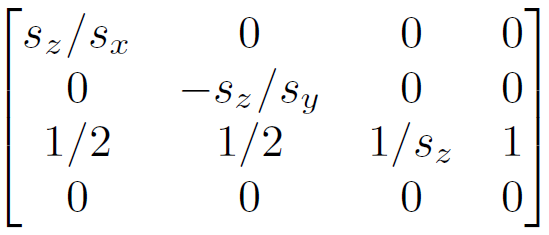 s_z/s_x 0 0 0
0 −s_z/s_y 0 0
1/2 1/2 1/s_z 1
0 0 0 0